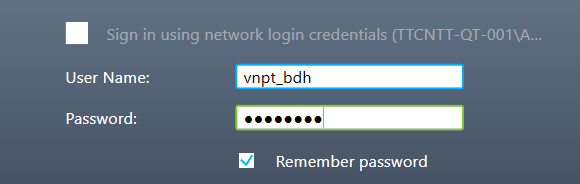 Sign in using network login credentials (TTCNTT-QT-001\A...
User Name: vnpt_bdh
Password: ●●●●●●●●
Remember password